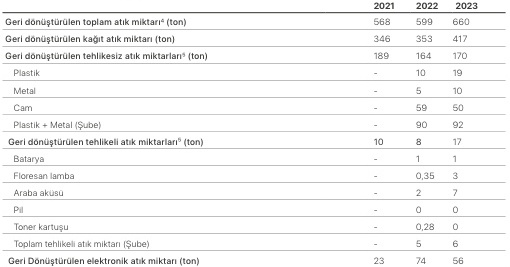 2021 2022 2023
Geri dönüştürülen toplam atık miktarı⁴ (ton) 568 599 660
Geri dönüştürülen kağıt atık miktarı (ton) 346 353 417
Geri dönüştürülen tehlikesiz atık miktarları⁵ (ton) 189 164 170
Plastik - 10 19
Metal - 5 10
Cam - 59 50
Plastik + Metal (Şube) - 90 92
Geri dönüştürülen tehlikeli atık miktarları⁵ (ton) 10 8 17
Batarya - 1 1
Floresan lamba - 0,35 3
Araba aküsü - 2 7
Pil - 0 0
Toner kartuşu - 0,28 0
Toplam tehlikeli atık miktarı (Şube) - 5 6
Geri Dönüştürülen elektronik atık miktarı (ton) 23 74 56